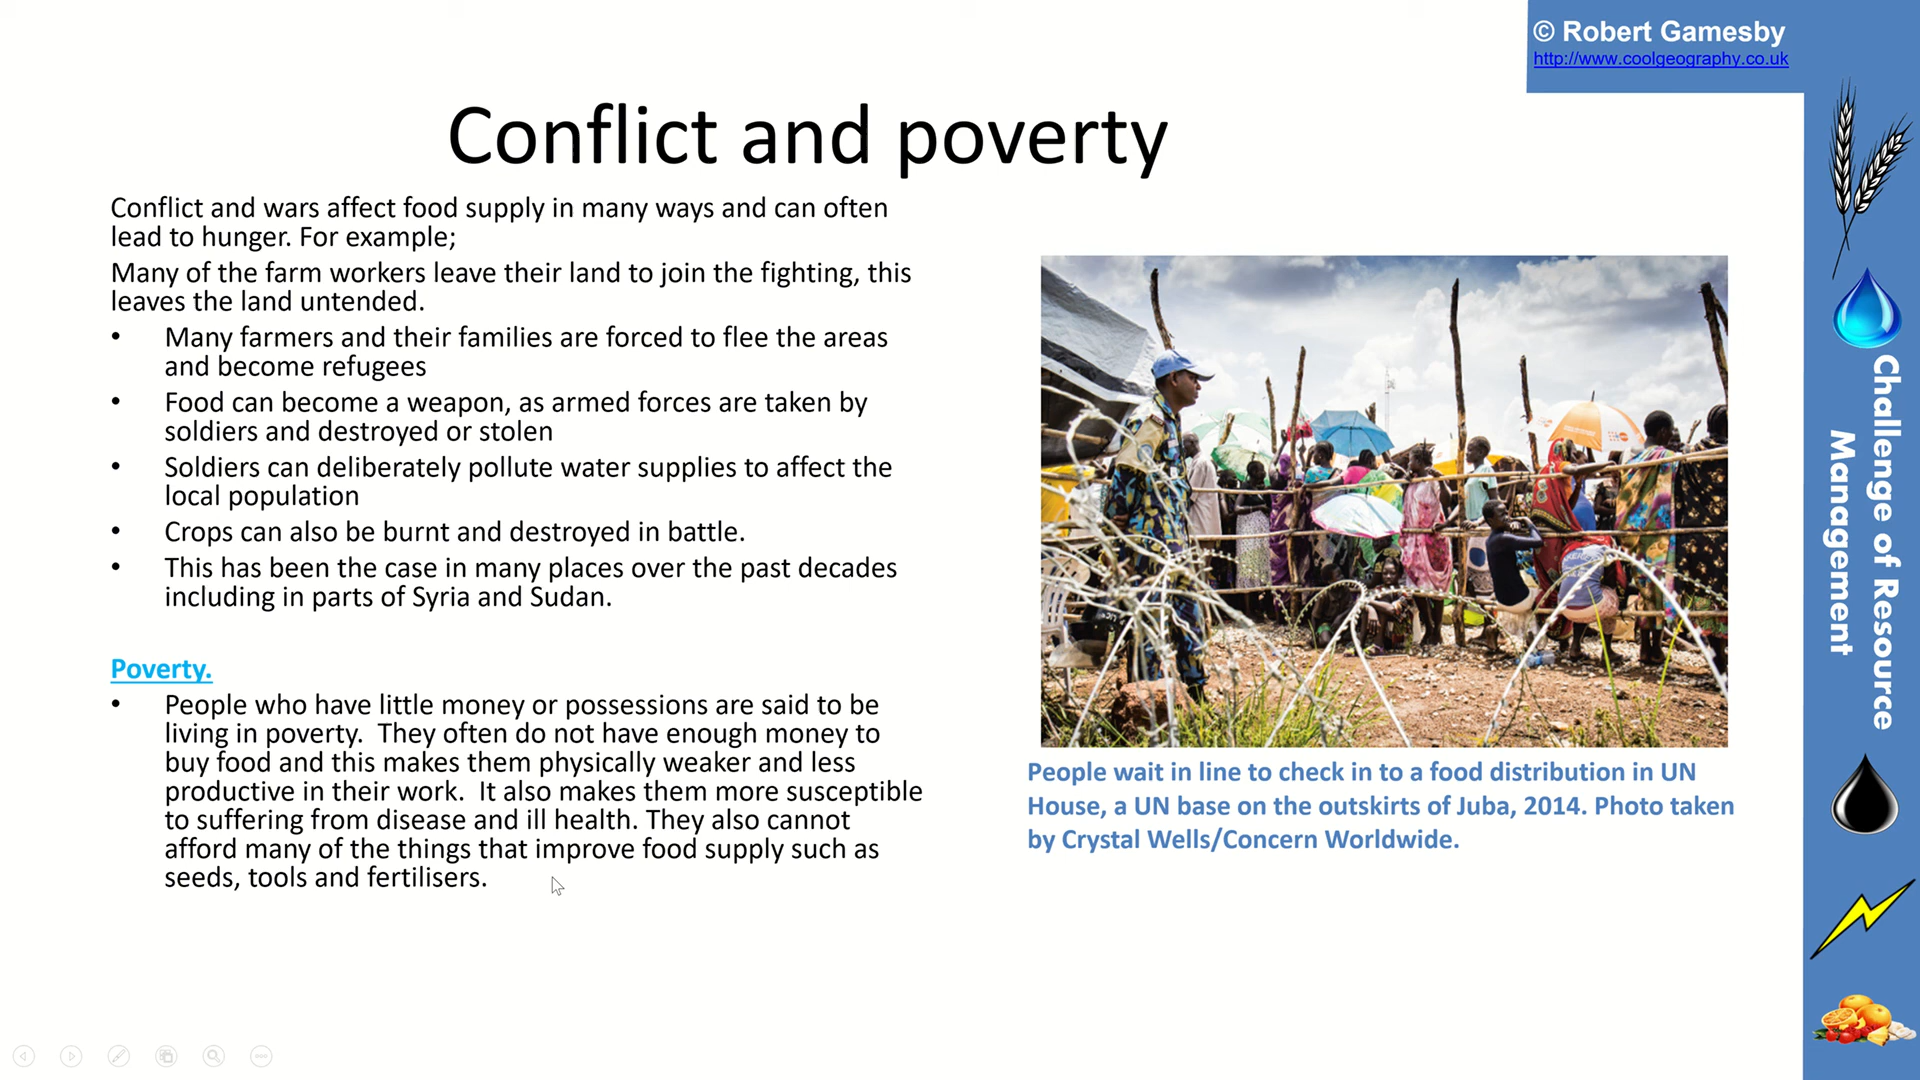 © Robert Gamesby
http://www.coolgeography.co.uk
Conflict and poverty
Conflict and wars affect food supply in many ways and can often
lead to hunger. For example;
Many of the farm workers leave their land to join the fighting, this
leaves the land untended.
• Many farmers and their families are forced to flee the areas
and become refugees
• Food can become a weapon, as armed forces are taken by
soldiers and destroyed or stolen
• Soldiers can deliberately pollute water supplies to affect the
local population
• Crops can also be burnt and destroyed in battle.
• This has been the case in many places over the past decades
including in parts of Syria and Sudan.
Poverty.
• People who have little money or possessions are said to be
living in poverty.  They often do not have enough money to
buy food and this makes them physically weaker and less
productive in their work.  It also makes them more susceptible
to suffering from disease and ill health. They also cannot
afford many of the things that improve food supply such as
seeds, tools and fertilisers.
People wait in line to check in to a food distribution in UN
House, a UN base on the outskirts of Juba, 2014. Photo taken
by Crystal Wells/Concern Worldwide.
Challenge of Resource
Management